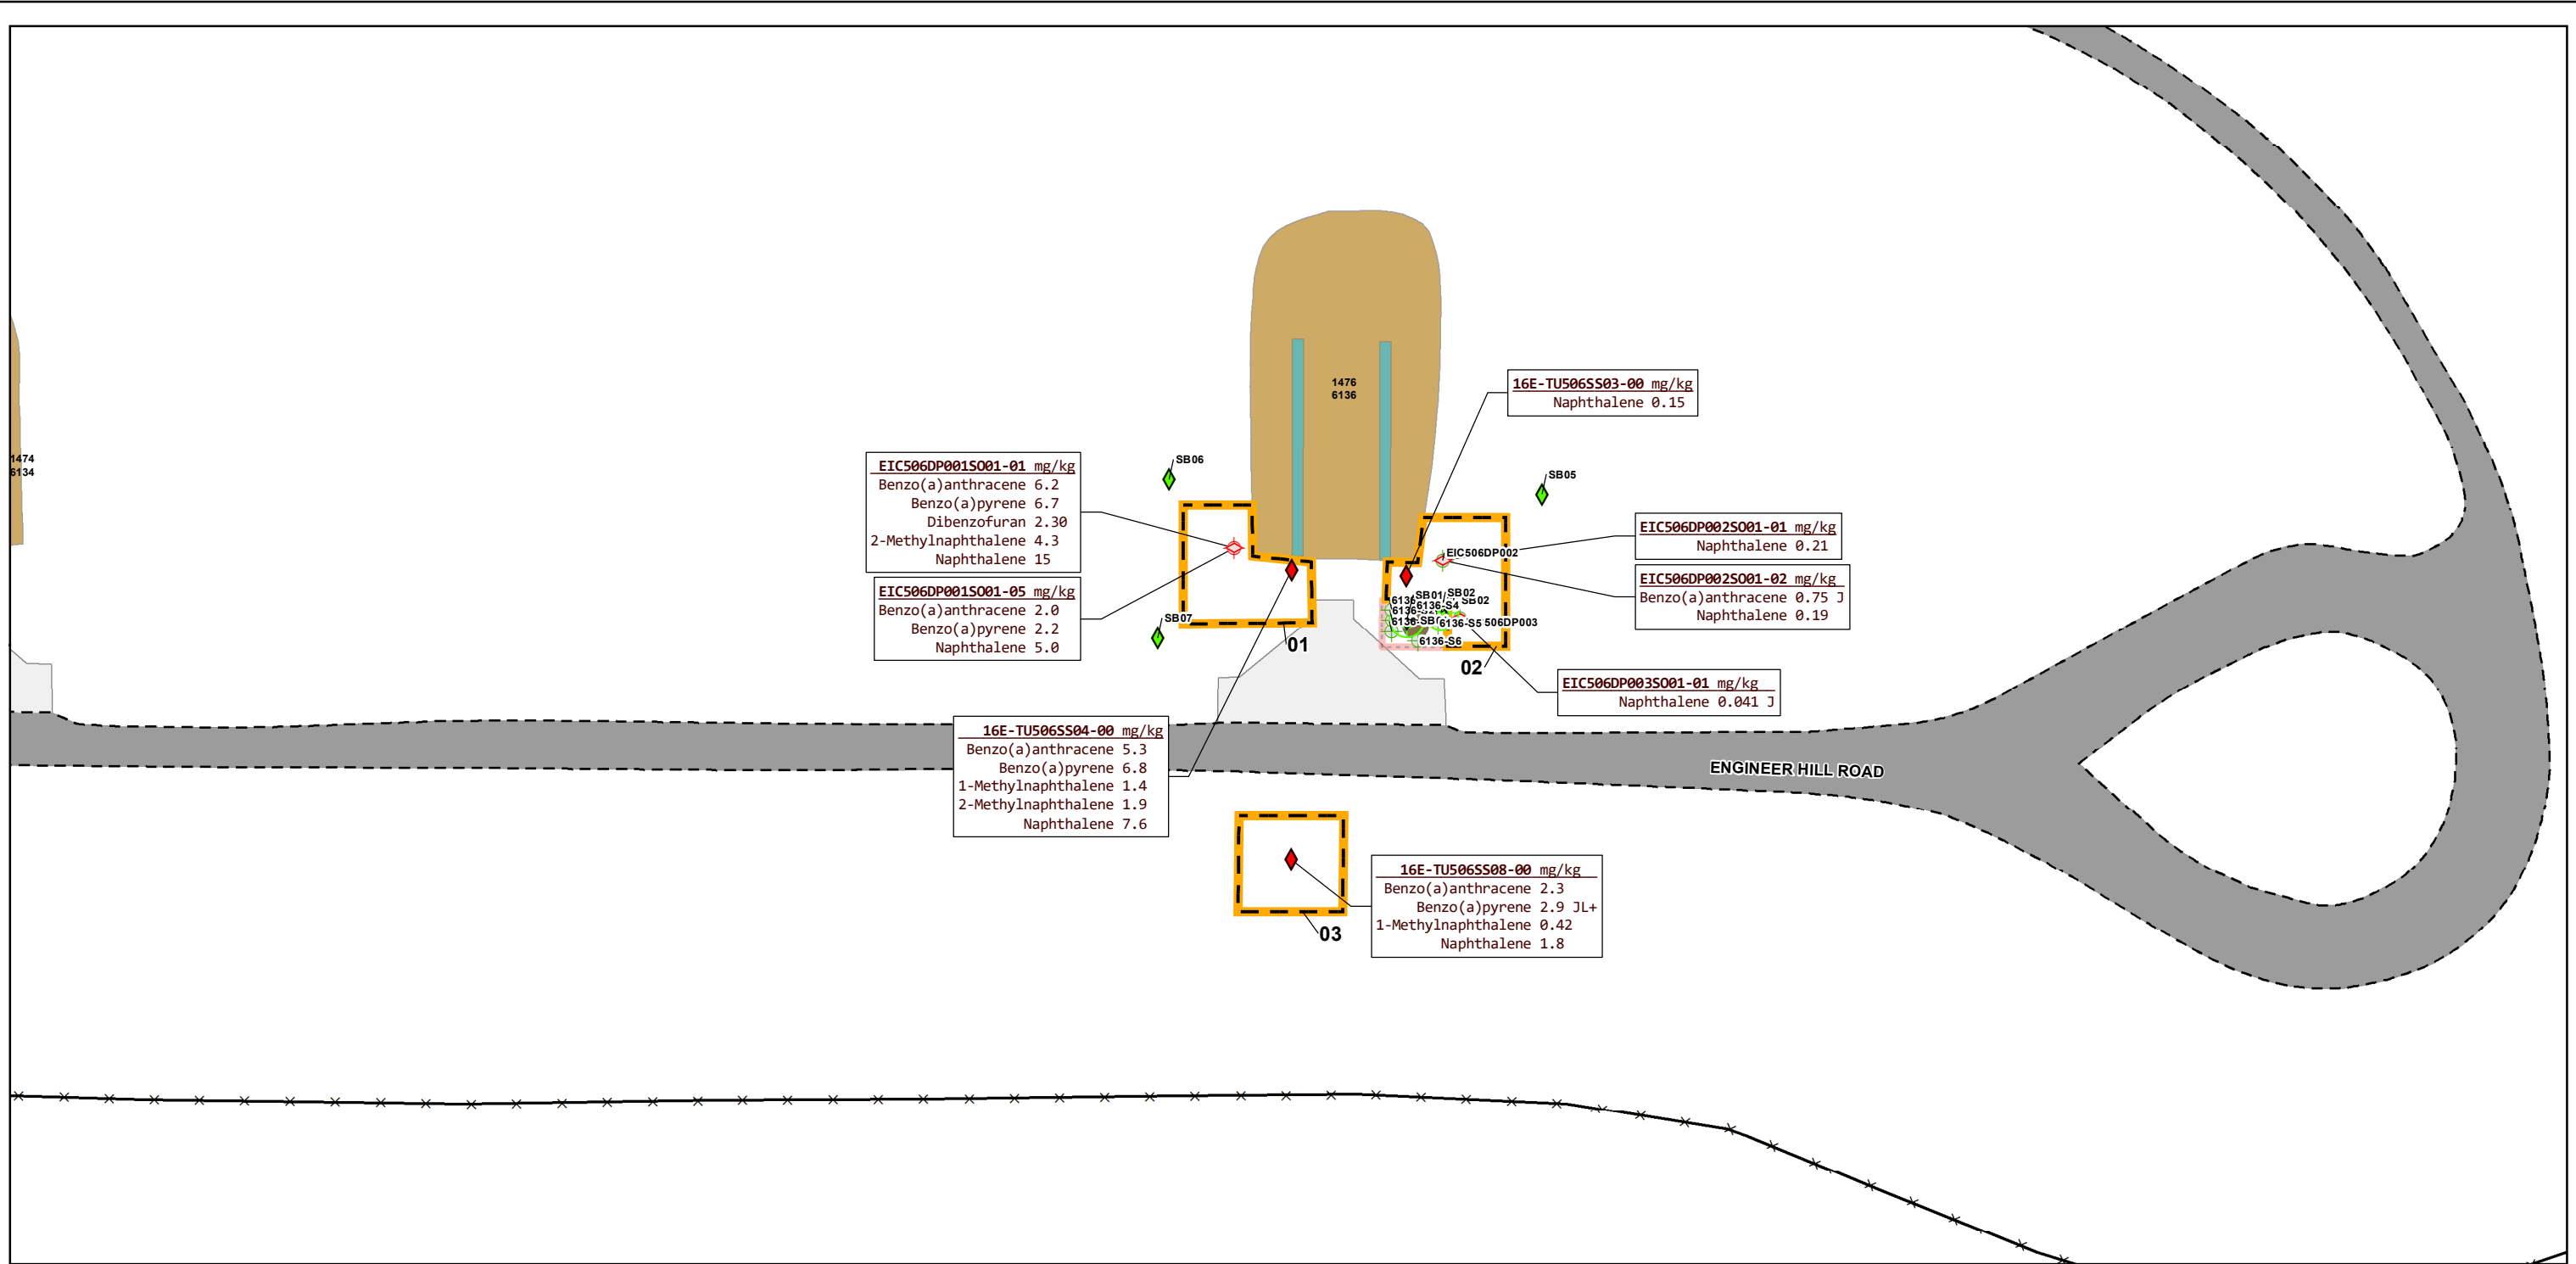 1476
6136
16E-TU506SS03-00 mg/kg
Naphthalene 0.15
1474
6134
SB06
EIC506DP001SO01-01 mg/kg
Benzo(a)anthracene 6.2
Benzo(a)pyrene 6.7
Dibenzofuran 2.30
2-Methylnaphthalene 4.3
Naphthalene 15
SB05
EIC506DP002SO01-01 mg/kg
Naphthalene 0.21
EIC506DP002
EIC506DP002SO01-02 mg/kg
Benzo(a)anthracene 0.75 J
Naphthalene 0.19
EIC506DP001SO01-05 mg/kg
Benzo(a)anthracene 2.0
Benzo(a)pyrene 2.2
Naphthalene 5.0
SB07
SB01
SB02
SB02
6136-S4
6136-S5
506DP003
6136-S6
01
02
EIC506DP003SO01-01 mg/kg
Naphthalene 0.041 J
16E-TU506SS04-00 mg/kg
Benzo(a)anthracene 5.3
Benzo(a)pyrene 6.8
1-Methylnaphthalene 1.4
2-Methylnaphthalene 1.9
Naphthalene 7.6
ENGINEER HILL ROAD
16E-TU506SS08-00 mg/kg
Benzo(a)anthracene 2.3
Benzo(a)pyrene 2.9 JL+
1-Methylnaphthalene 0.42
Naphthalene 1.8
03